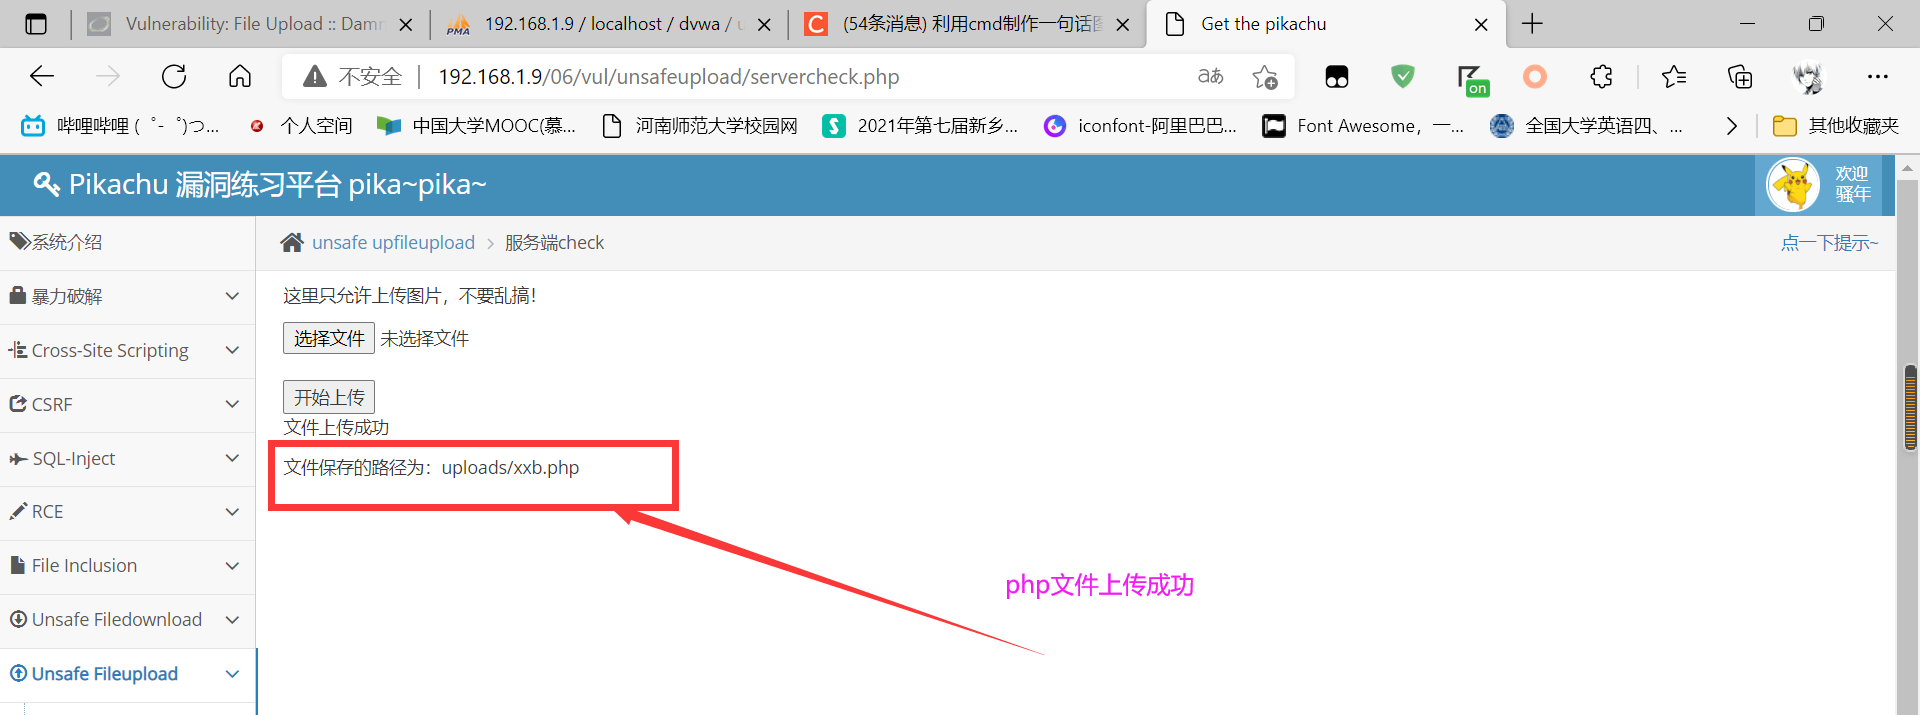 Vulnerability: File Upload :: Damn
192.168.1.9 / localhost / dvwa / u
(54条消息) 利用cmd制作一句话图
Get the pikachu
不安全
192.168.1.9/06/vul/unsafeupload/servercheck.php
aあ
on
哔哩哔哩 ( ゜- ゜)つ...
个人空间
中国大学MOOC(慕...
河南师范大学校园网
2021年第七届新乡...
iconfont-阿里巴巴...
Font Awesome, 一...
全国大学英语四、...
其他收藏夹
Pikachu 漏洞练习平台 pika~pika~
欢迎
骚年
系统介绍
unsafe upfileupload
服务端check
点一下提示~
暴力破解
这里只允许上传图片，不要乱搞！
选择文件 未选择文件
Cross-Site Scripting
开始上传
CSRF
文件上传成功
SQL-Inject
文件保存的路径为：uploads/xxb.php
RCE
File Inclusion
php文件上传成功
Unsafe Filedownload
Unsafe Fileupload